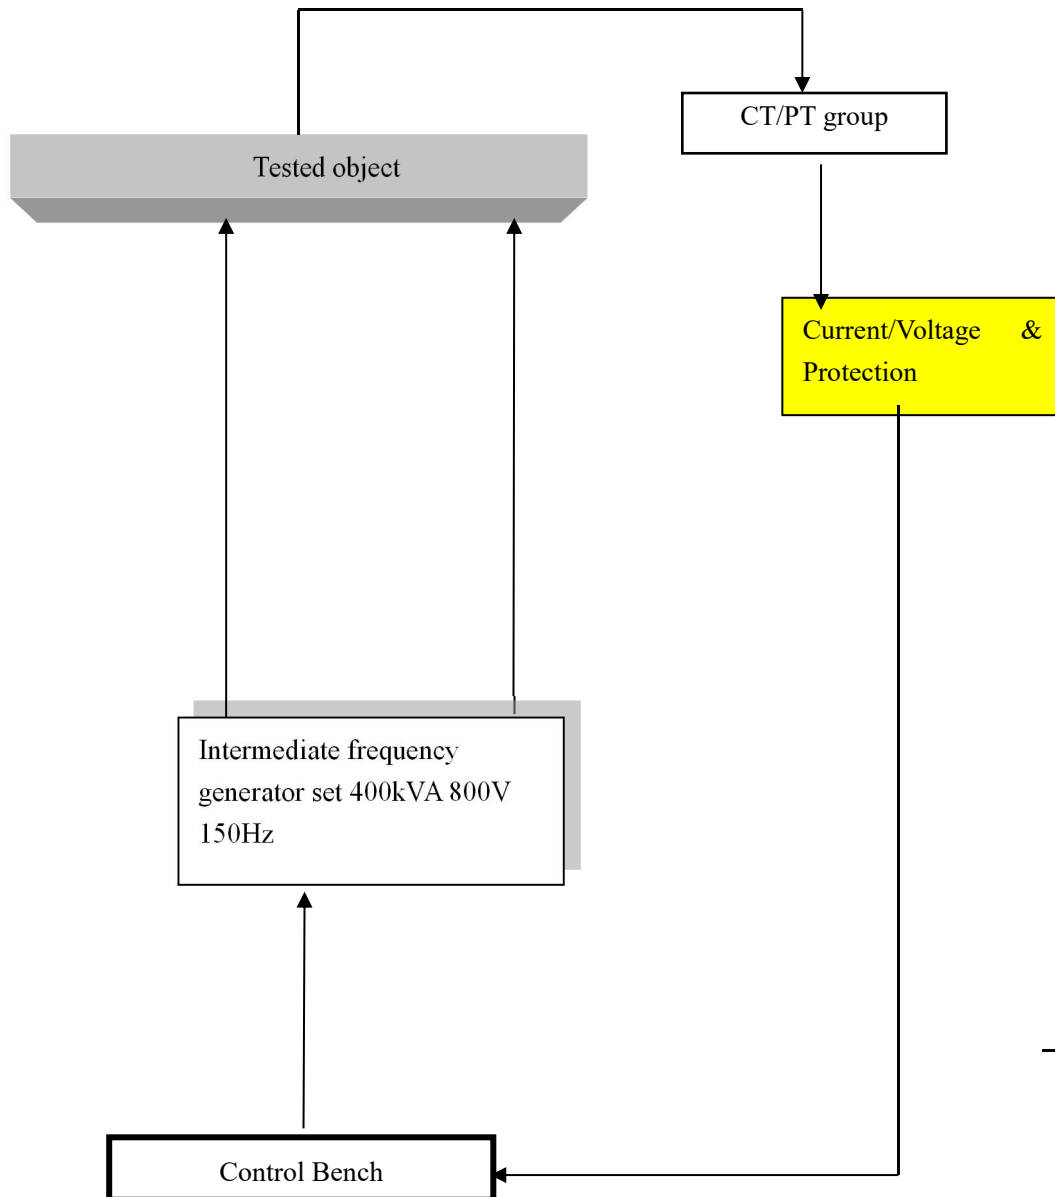 CT/PT group
Tested object
Current/Voltage &
Protection
Intermediate frequency
generator set 400kVA 800V
150Hz
Control Bench